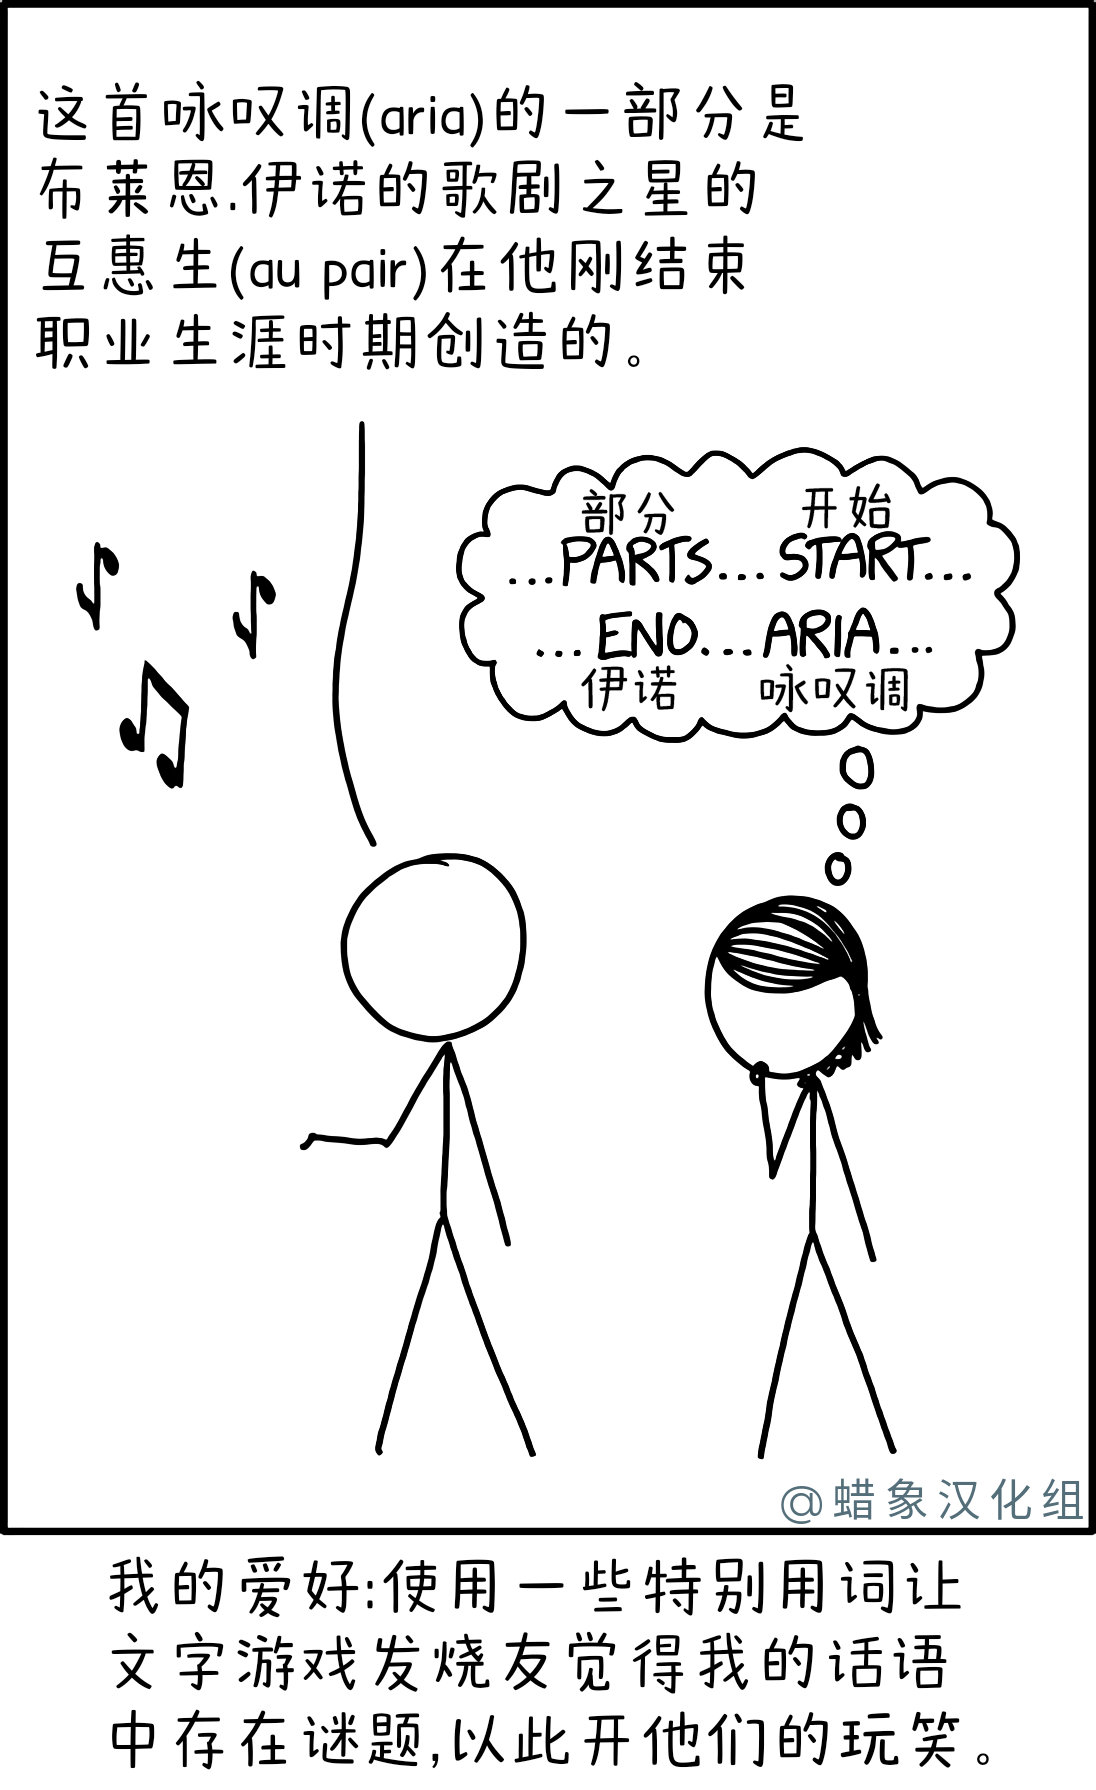 这首咏叹调(aria)的一部分是
布莱恩.伊诺的歌剧之星的
互惠生(au pair)在他刚结束
职业生涯时期创造的。
部分 开始
...PARTS... START...
... ENO... ARIA...
伊诺 咏叹调
@蜡象汉化组
我的爱好:使用一些特别用词让
文字游戏发烧友觉得我的话语
中存在谜题,以此开他们的玩笑。